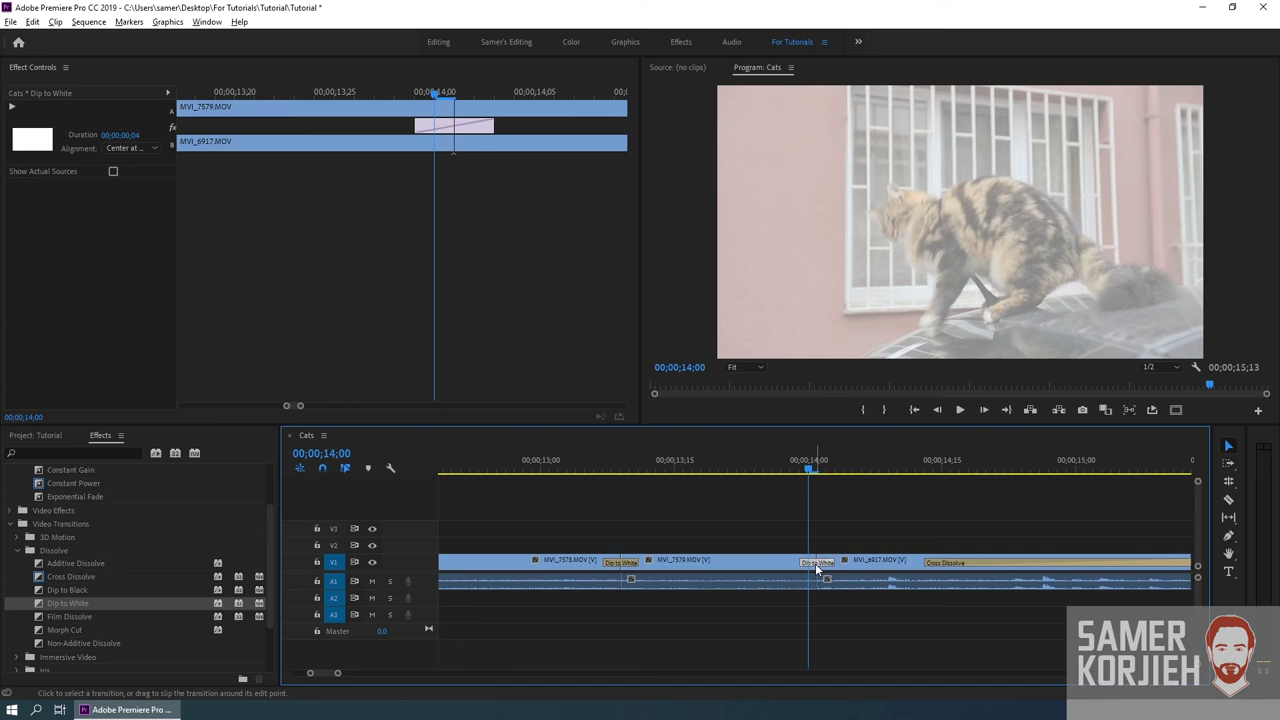 Adobe Premiere Pro CC 2019 - C:\Users\samer\Desktop\For Tutorials\Tutorial\Tutorial *
File Edit Clip Sequence Markers Graphics Window Help
Editing Samer's Editing Color Graphics Effects Audio For Tutorials
Effect Controls
Source: (no clips) Program: Cats
Cats * Dip to White
00;00;13;20 00;00;13;25 00;00;14;00 00;00;14;05
MVI_7579.MOV
A
fx
Duration 00;00;00;04
Alignment: Center at ...
MVI_6917.MOV
Show Actual Sources
00;00;14;00 Fit 1/2 00;00;15;13
00;00;14;00
Project: Tutorial Effects
Cats
00;00;14;00
00;00;13;00 00;00;13;15 00;00;14;00 00;00;14;15 00;00;15;00
Constant Gain
Constant Power
Exponential Fade
Video Effects
Video Transitions
3D Motion
Dissolve
Additive Dissolve
Cross Dissolve
Dip to Black
Dip to White
Film Dissolve
Morph Cut
Non-Additive Dissolve
Immersive Video
Iris
V3
V2
V1
MVI_7578.MOV [V] Dip to White MVI_7579.MOV [V] Dip to White MVI_6917.MOV [V] Cross Dissolve
A1 M S
A2 M S
A3 M S
Master 0.0
SAMER
KORJIEH
Click to select a transition, or drag to slip the transition around its edit point.
Adobe Premiere Pro ...